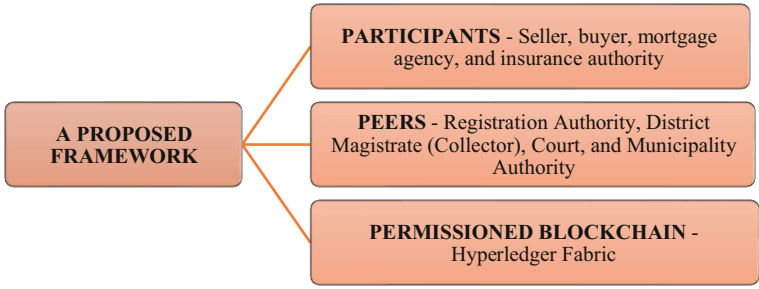 PARTICIPANTS - Seller, buyer, mortgage
agency, and insurance authority
A PROPOSED
FRAMEWORK
PEERS - Registration Authority, District
Magistrate (Collector), Court, and Municipality
Authority
PERMISSIONED BLOCKCHAIN -
Hyperledger Fabric